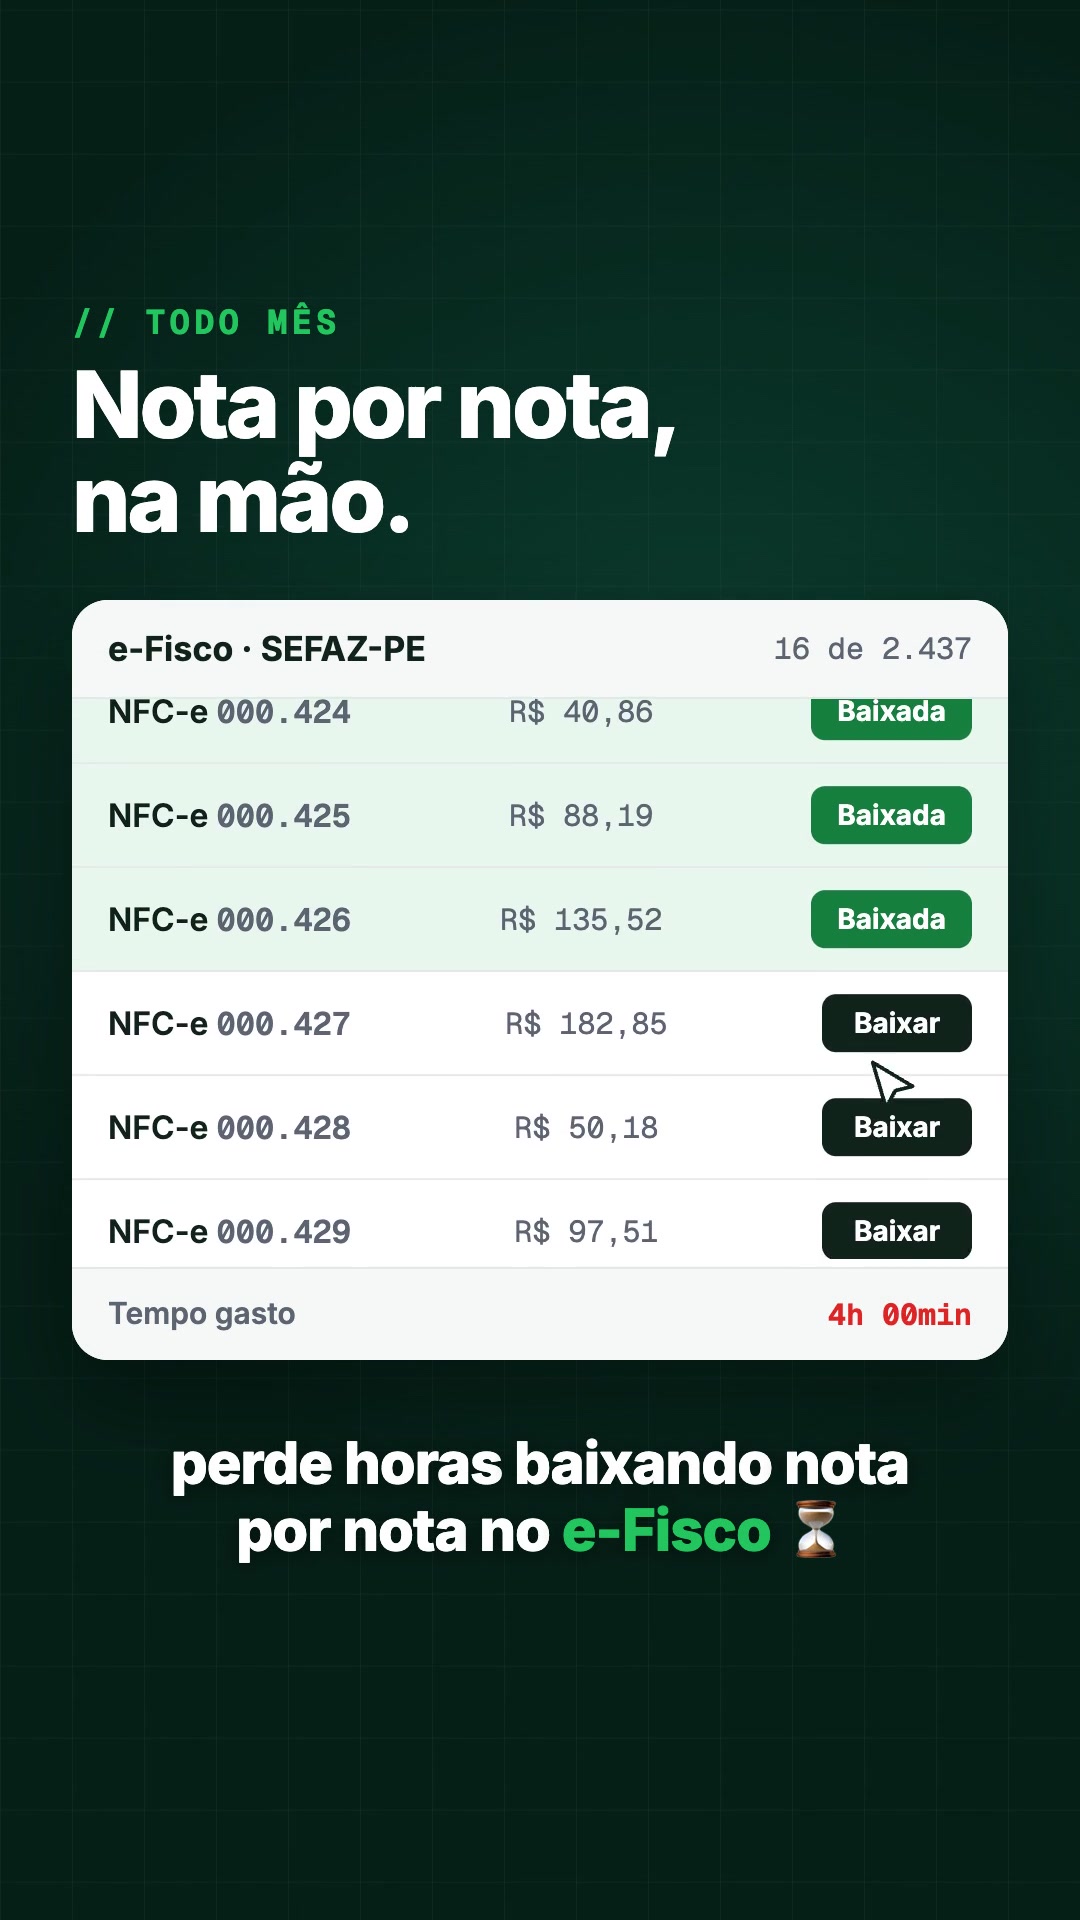 // TODO MÊS
Nota por nota,
na mão.
e-Fisco · SEFAZ-PE 16 de 2.437
NFC-e 000.424 R$ 40,86 Baixada
NFC-e 000.425 R$ 88,19 Baixada
NFC-e 000.426 R$ 135,52 Baixada
NFC-e 000.427 R$ 182,85 Baixar
NFC-e 000.428 R$ 50,18 Baixar
NFC-e 000.429 R$ 97,51 Baixar
Tempo gasto 4h 00min
perde horas baixando nota
por nota no e-Fisco ⏳